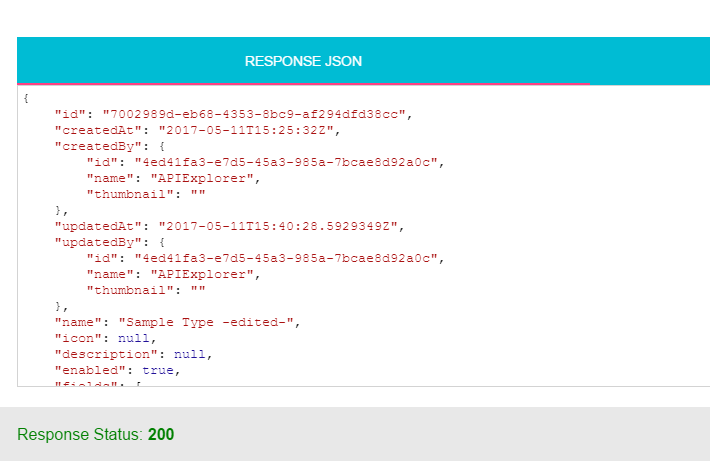 RESPONSE JSON
{
    "id": "7002989d-eb68-4353-8bc9-af294dfd38cc",
    "createdAt": "2017-05-11T15:25:32Z",
    "createdBy": {
        "id": "4ed41fa3-e7d5-45a3-985a-7bcae8d92a0c",
        "name": "APIExplorer",
        "thumbnail": ""
    },
    "updatedAt": "2017-05-11T15:40:28.5929349Z",
    "updatedBy": {
        "id": "4ed41fa3-e7d5-45a3-985a-7bcae8d92a0c",
        "name": "APIExplorer",
        "thumbnail": ""
    },
    "name": "Sample Type -edited-",
    "icon": null,
    "description": null,
    "enabled": true,
    "fields": [
Response Status: 200